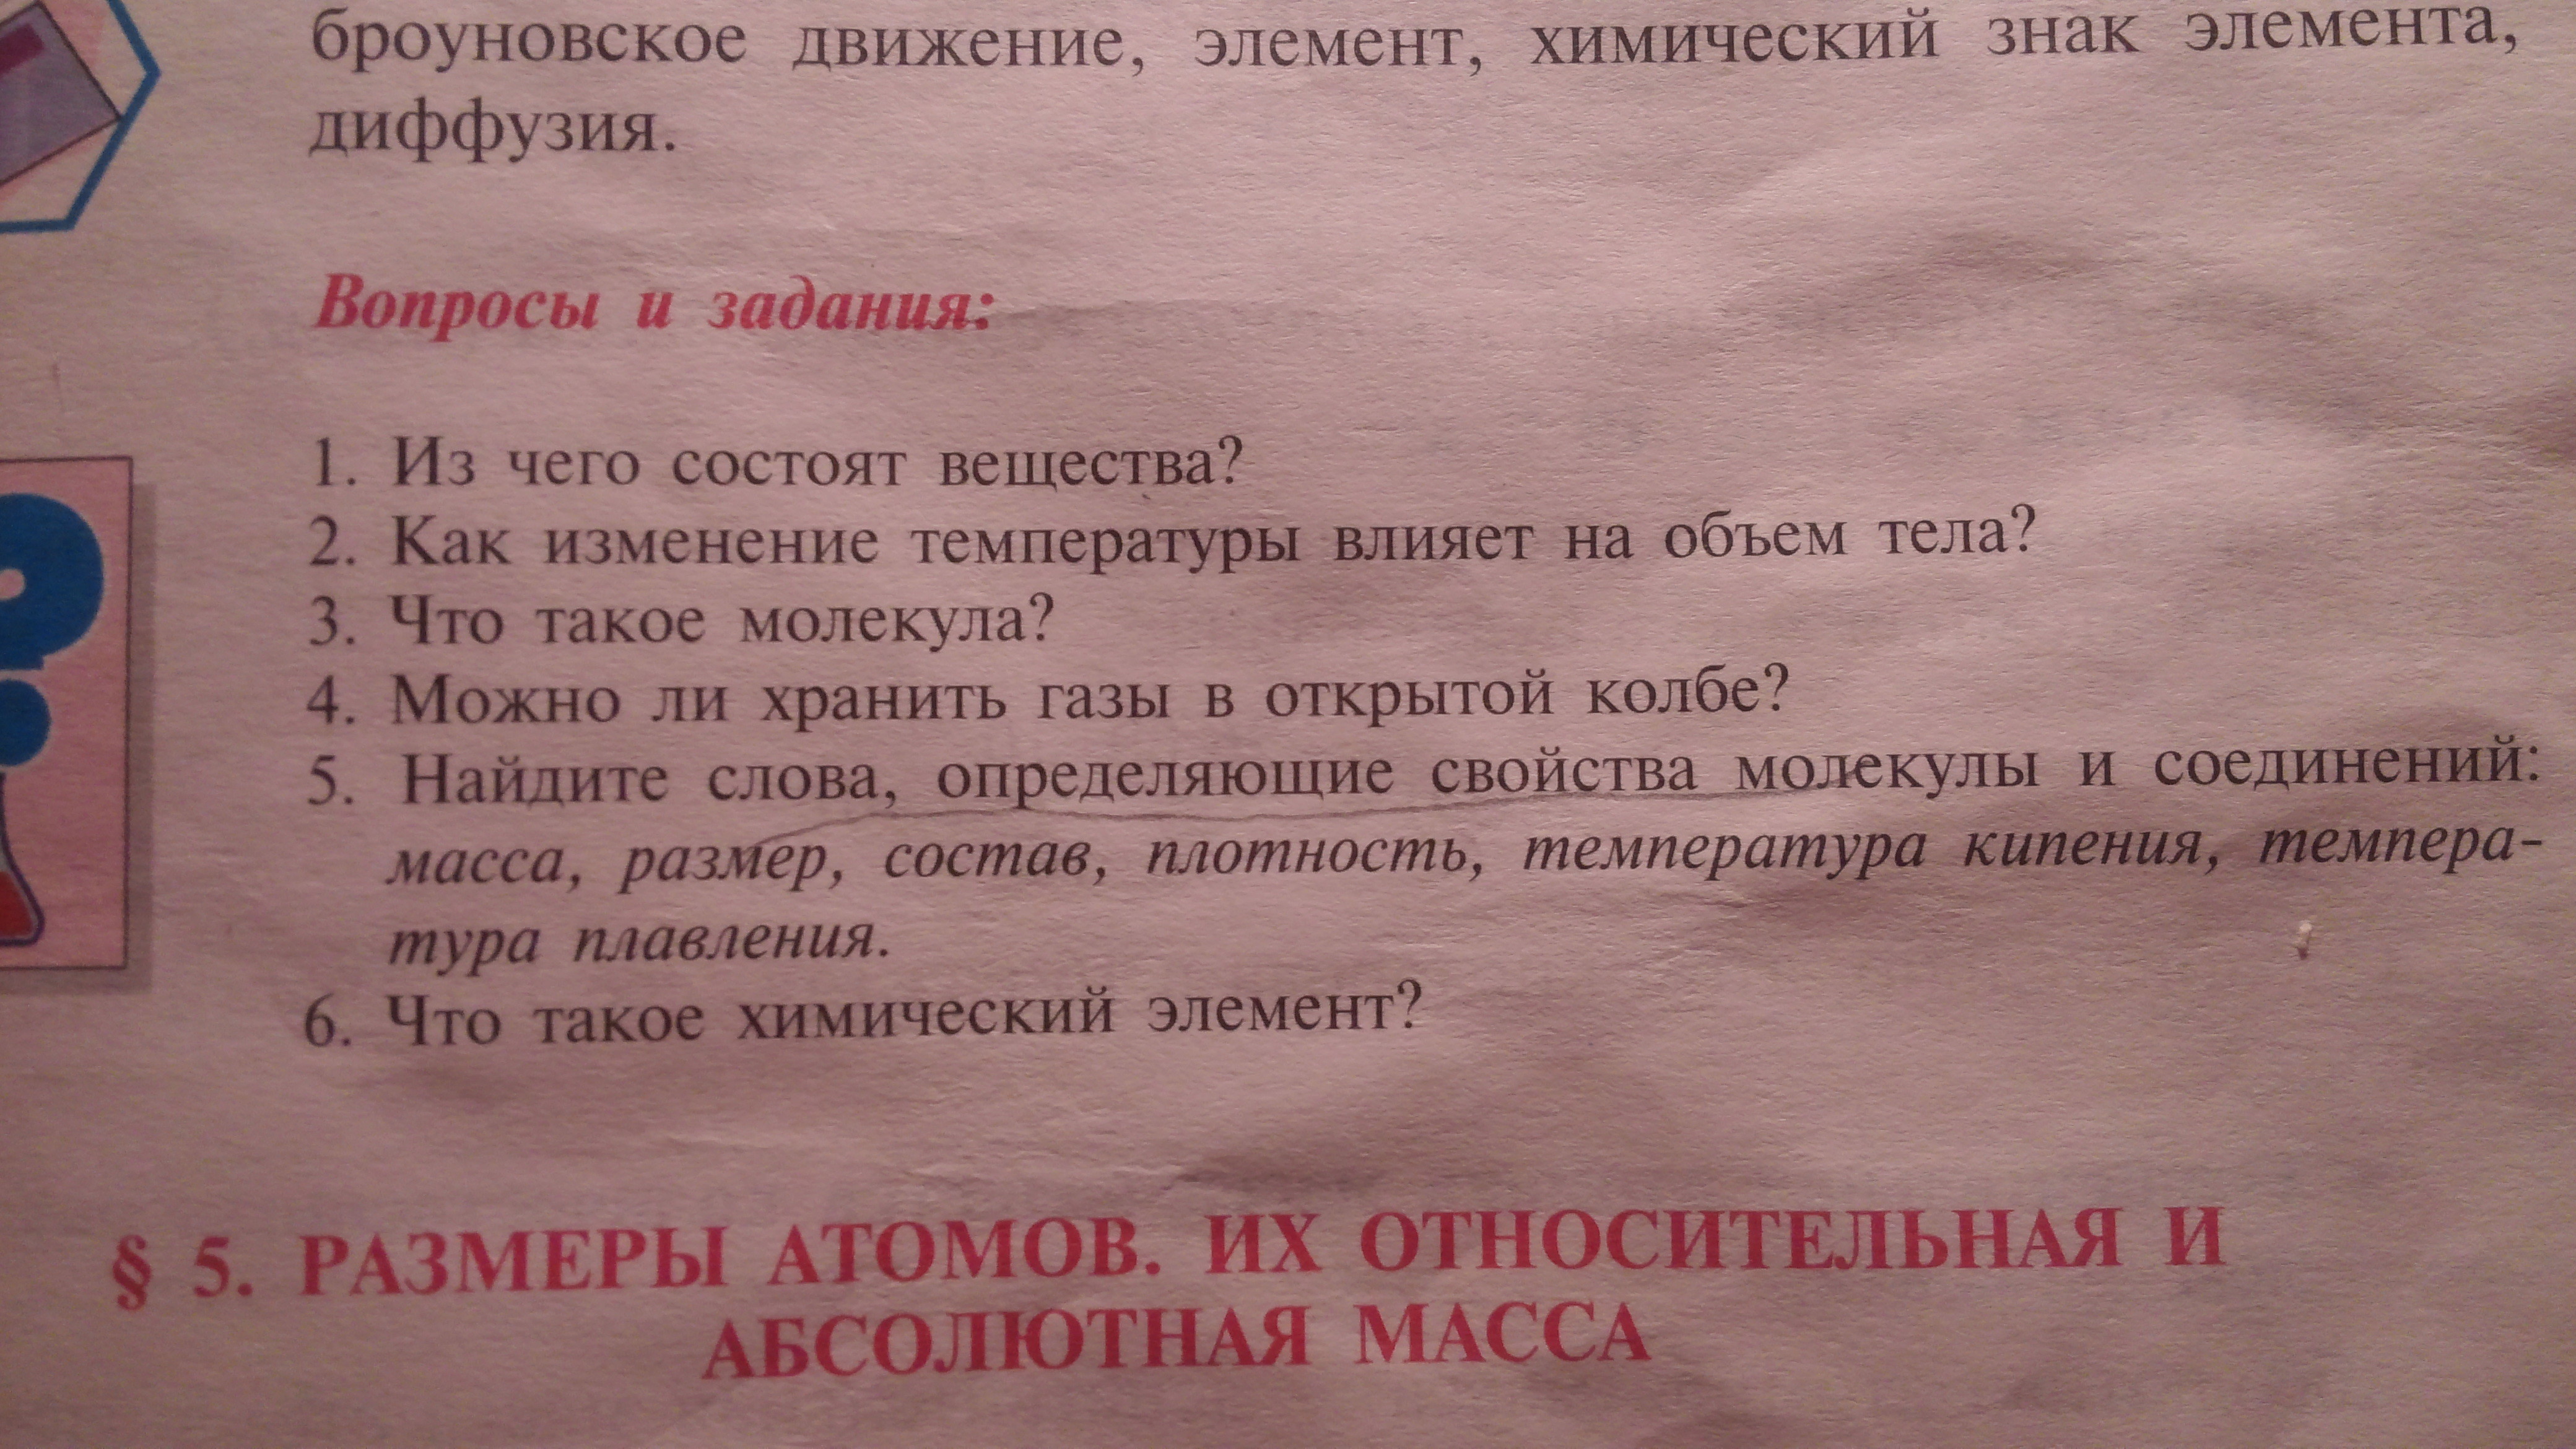 броуновское движение, элемент, химический знак элемента,
диффузия.
Вопросы и задания:
1. Из чего состоят вещества?
2. Как изменение температуры влияет на объем тела?
3. Что такое молекула?
4. Можно ли хранить газы в открытой колбе?
5. Найдите слова, определяющие свойства молекулы и соединений:
масса, размер, состав, плотность, температура кипения, темпера-
тура плавления.
6. Что такое химический элемент?
§ 5. РАЗМЕРЫ АТОМОВ. ИХ ОТНОСИТЕЛЬНАЯ И
АБСОЛЮТНАЯ МАССА